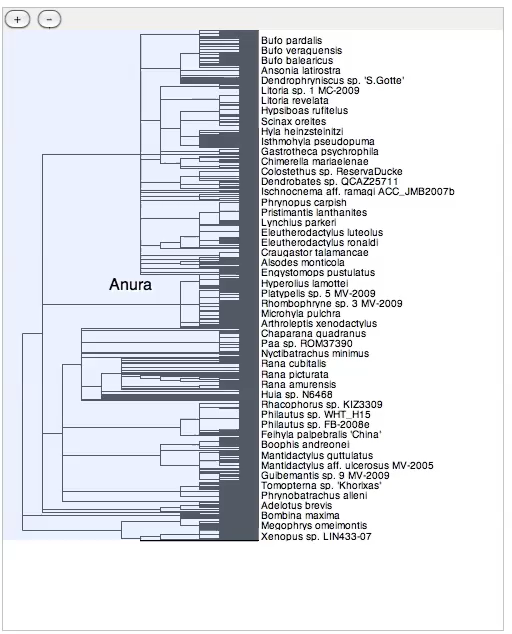 + −
Bufo pardalis
Bufo veraguensis
Bufo balearicus
Ansonia latirostra
Dendrophryniscus sp. 'S.Gotte'
Litoria sp. 1 MC-2009
Litoria revelata
Hypsiboas rufitelus
Scinax oreites
Hyla heinzsteinitzi
Isthmohyla pseudopuma
Gastrotheca psychrophila
Chimerella mariaelenae
Colostethus sp. ReservaDucke
Dendrobates sp. QCAZ25711
Ischnocnema aff. ramagi ACC_JMB2007b
Phrynopus carpish
Pristimantis lanthanites
Lynchius parkeri
Eleutherodactylus luteolus
Eleutherodactylus ronaldi
Craugastor talamancae
Alsodes monticola
Engystomops pustulatus
Anura
Hyperolius lamottei
Platypelis sp. 5 MV-2009
Rhombophryne sp. 3 MV-2009
Microhyla pulchra
Arthroleptis xenodactylus
Chaparana quadranus
Paa sp. ROM37390
Nyctibatrachus minimus
Rana cubitalis
Rana picturata
Rana amurensis
Huia sp. N6468
Rhacophorus sp. KIZ3309
Philautus sp. WHT_H15
Philautus sp. FB-2008e
Feihyla palpebralis 'China'
Boophis andreonei
Mantidactylus guttulatus
Mantidactylus aff. ulcerosus MV-2005
Guibemantis sp. 9 MV-2009
Tomopterna sp. 'Khorixas'
Phrynobatrachus alleni
Adelotus brevis
Bombina maxima
Megophrys omeimontis
Xenopus sp. LIN433-07